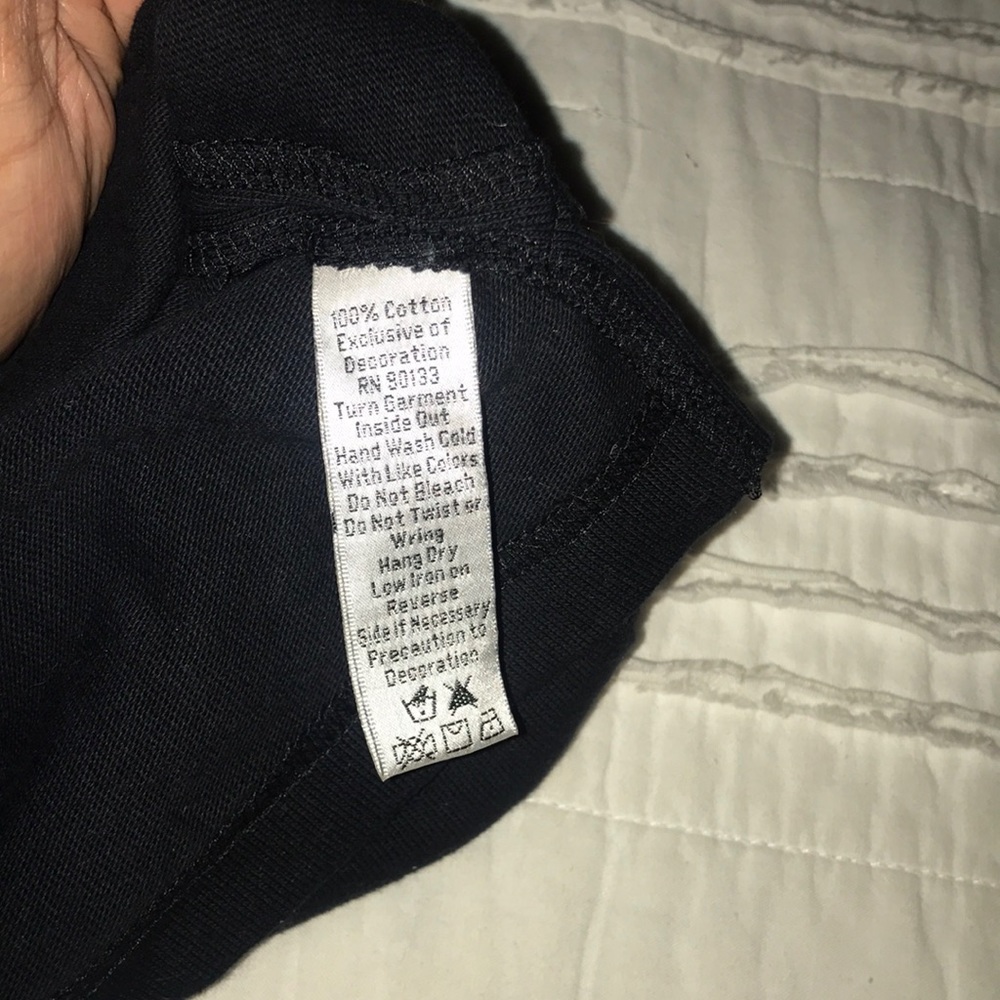 100% Cotton
Exclusive of
Decoration
RN 90133
Turn Garment
Inside Out
Hand Wash Cold
With Like Colors
Do Not Bleach
Do Not Twist or
Wring
Hang Dry
Low Iron on
Reverse
Side If Necessary
Precaution to
Decoration